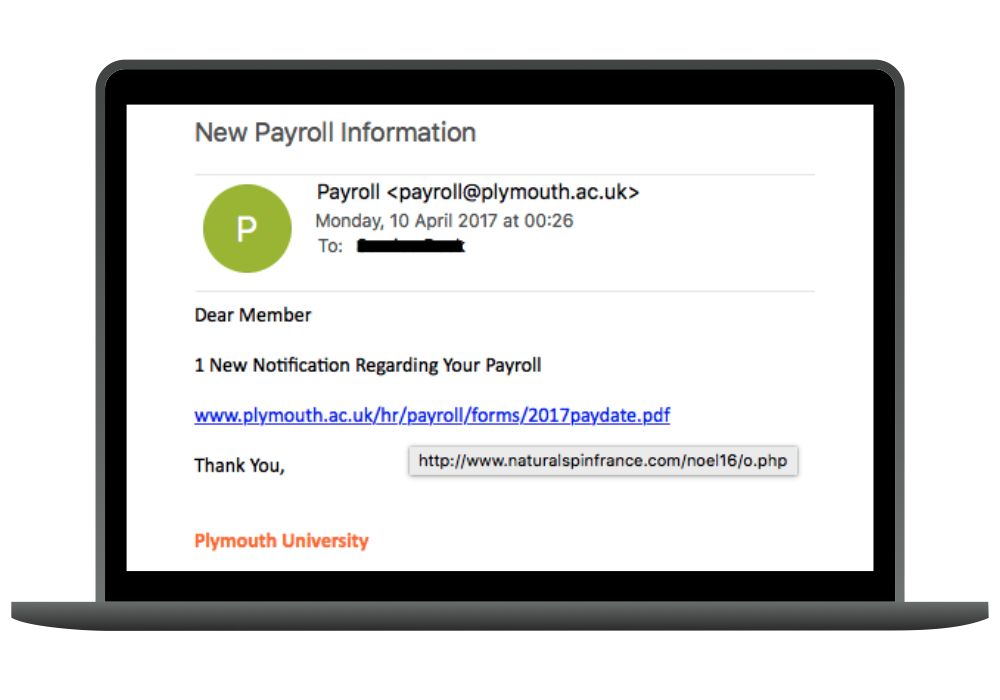 New Payroll Information
P
Payroll <payroll@plymouth.ac.uk>
Monday, 10 April 2017 at 00:26
To:
Dear Member
1 New Notification Regarding Your Payroll
www.plymouth.ac.uk/hr/payroll/forms/2017paydate.pdf
http://www.naturalspinfrance.com/noel16/o.php
Thank You,
Plymouth University